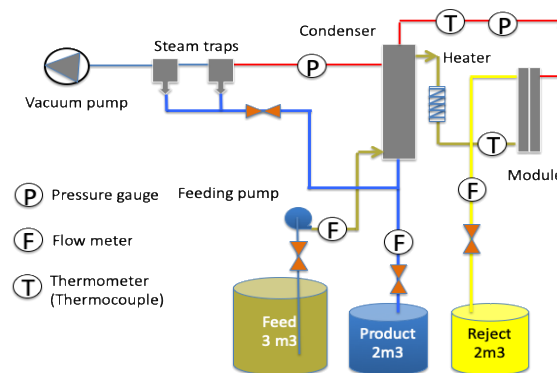 Condenser
T
P
Steam traps
Heater
P
Vacuum pump
T
Module
P Pressure gauge
Feeding pump
F
F
F Flow meter
F
T Thermometer
(Thermocouple)
Feed
3 m3
Product
2m3
Reject
2m3